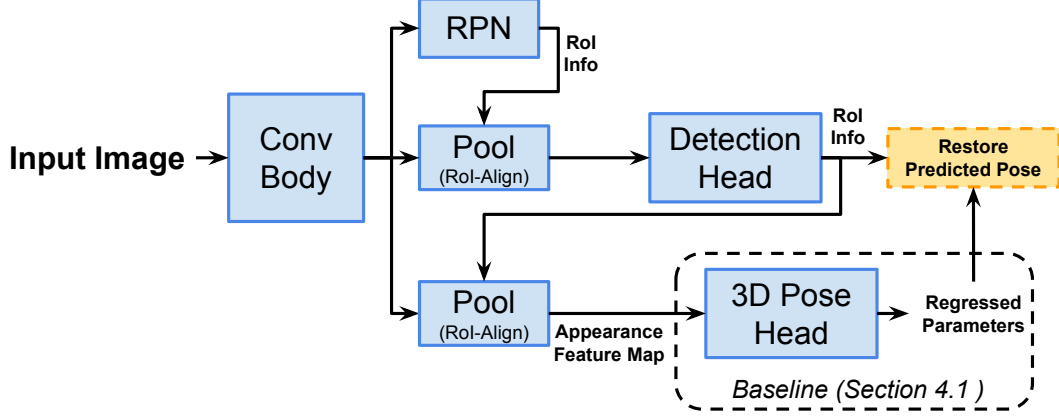 RPN
RoI
Info
Input Image
Conv
Body
Pool
(RoI-Align)
Detection
Head
RoI
Info
Restore
Predicted Pose
Pool
(RoI-Align)
Appearance
Feature Map
3D Pose
Head
Regressed
Parameters
Baseline (Section 4.1 )